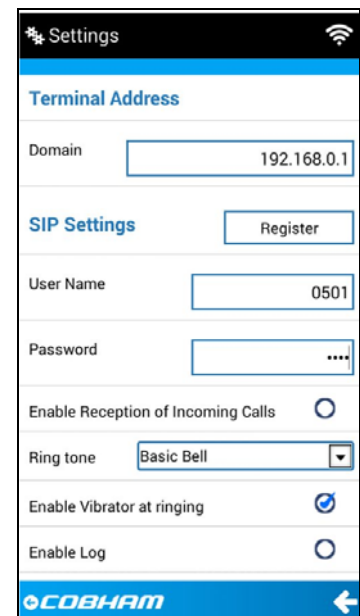 Settings
Terminal Address
Domain 192.168.0.1
SIP Settings Register
User Name 0501
Password ••••
Enable Reception of Incoming Calls
Ring tone Basic Bell
Enable Vibrator at ringing
Enable Log
COBHAM